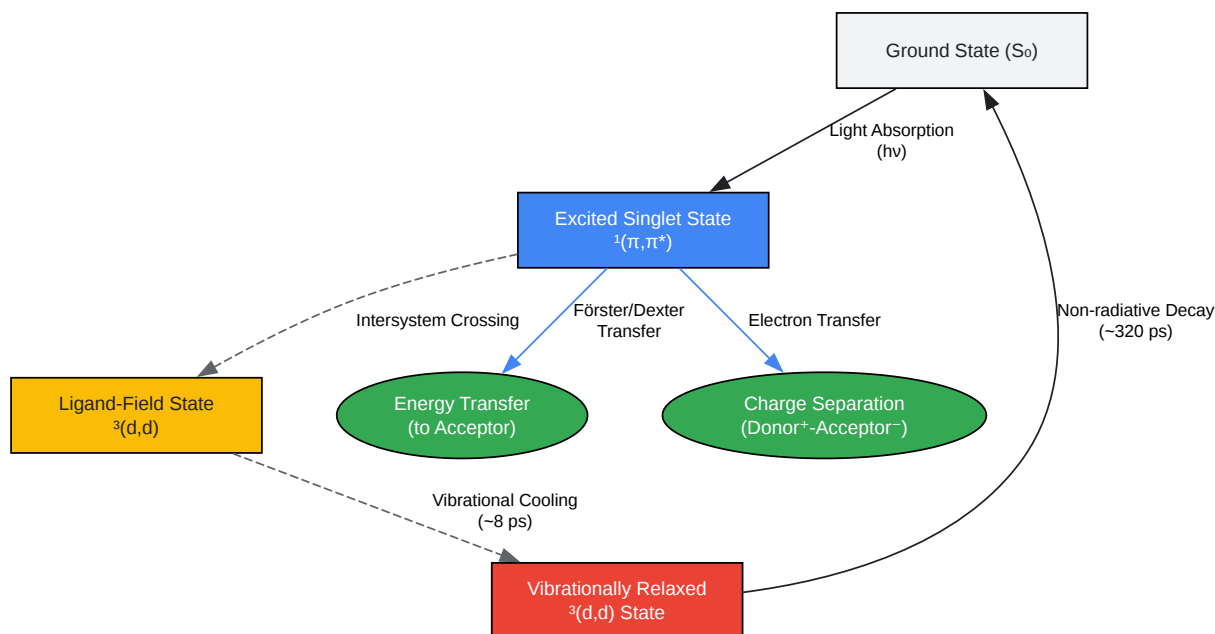 Ground State (S₀)
Light Absorption
(hν)
Excited Singlet State
¹(π,π*)
Intersystem Crossing
Förster/Dexter
Transfer
Electron Transfer
Non-radiative Decay
(~320 ps)
Ligand-Field State
³(d,d)
Energy Transfer
(to Acceptor)
Charge Separation
(Donor⁺-Acceptor⁻)
Vibrational Cooling
(~8 ps)
Vibrationally Relaxed
³(d,d) State